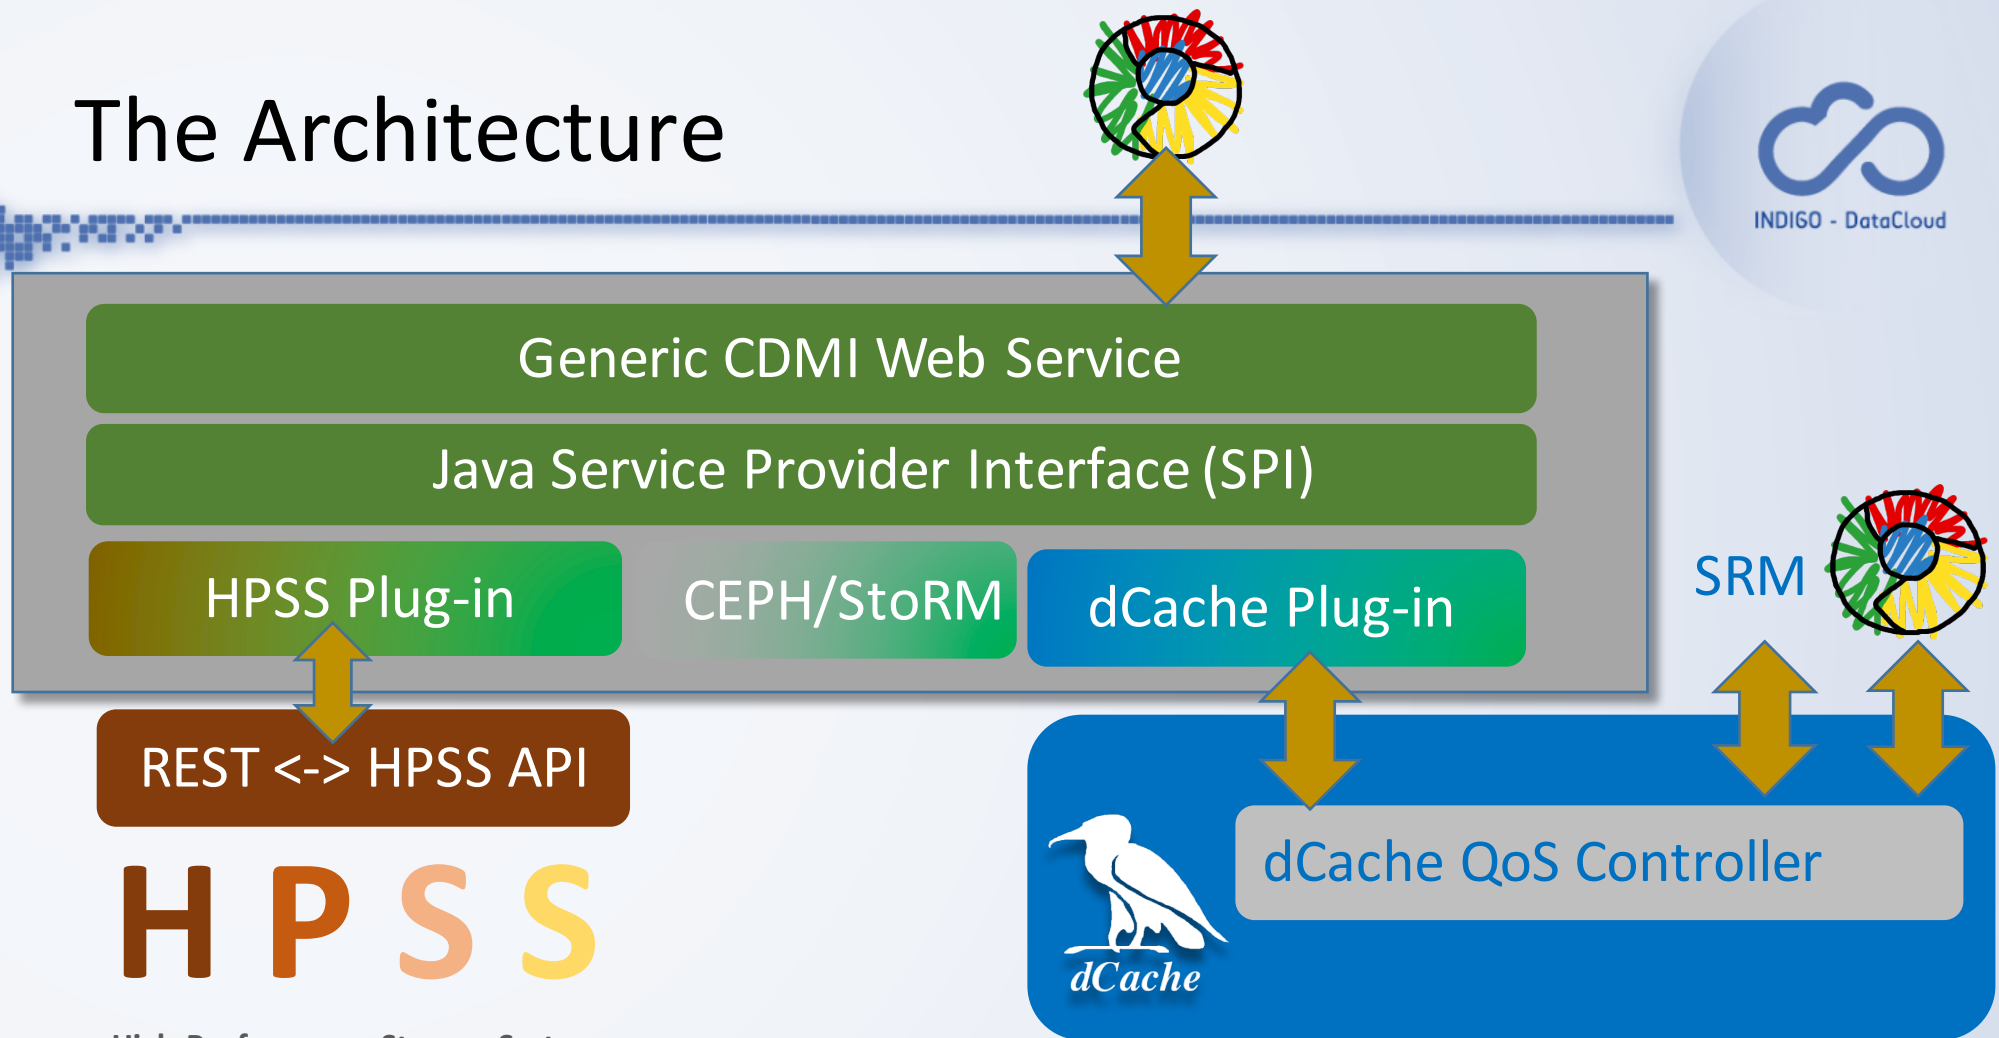 The Architecture
INDIGO - DataCloud
Generic CDMI Web Service
Java Service Provider Interface (SPI)
HPSS Plug-in
CEPH/StoRM
dCache Plug-in
SRM
REST <-> HPSS API
dCache QoS Controller
HPSS
dCache